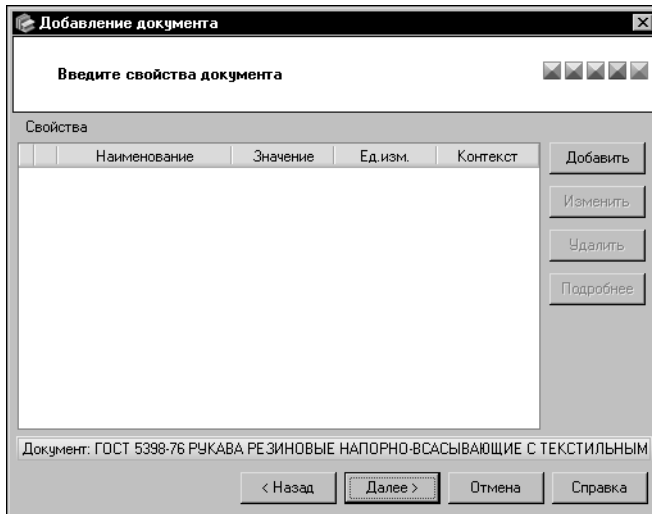 Добавление документа
Введите свойства документа
Свойства
Наименование Значение Ед.изм. Контекст
Добавить
Изменить
Удалить
Подробнее
Документ: ГОСТ 5398-76 РУКАВА РЕЗИНОВЫЕ НАПОРНО-ВСАСЫВАЮЩИЕ С ТЕКСТИЛЬНЫМ
< Назад Далее > Отмена Справка